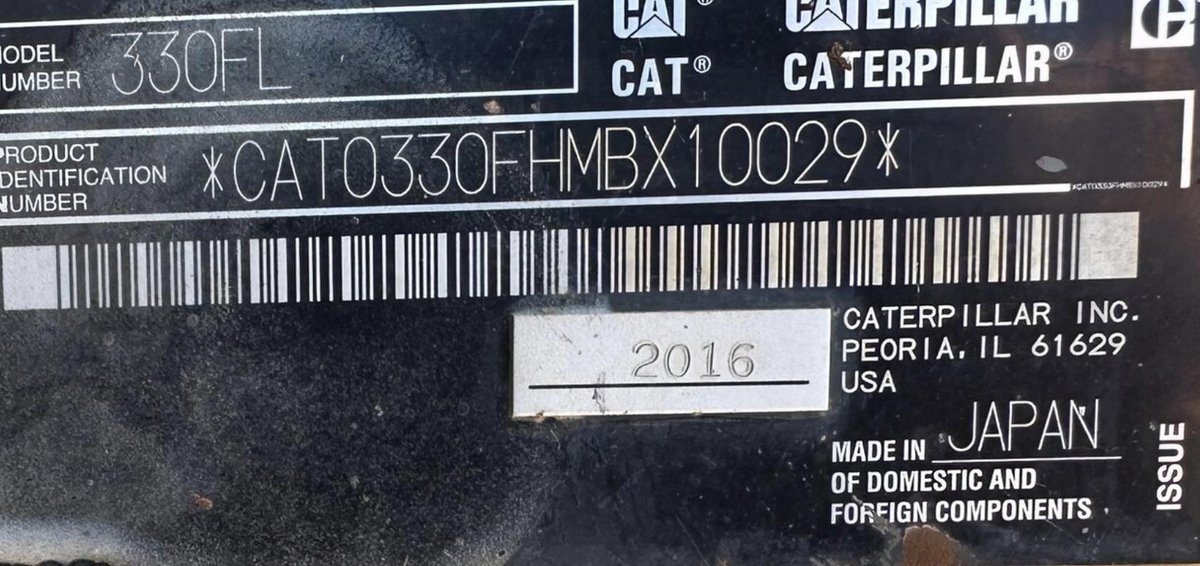 CAT® CATERPILLAR
MODEL NUMBER 330FL
CAT® CATERPILLAR®
PRODUCT IDENTIFICATION NUMBER *CAT0330FHMBX10029*
*CAT0330FHMBX10029*
2016
CATERPILLAR INC.
PEORIA, IL 61629
USA
MADE IN JAPAN
OF DOMESTIC AND
FOREIGN COMPONENTS
ISSUE